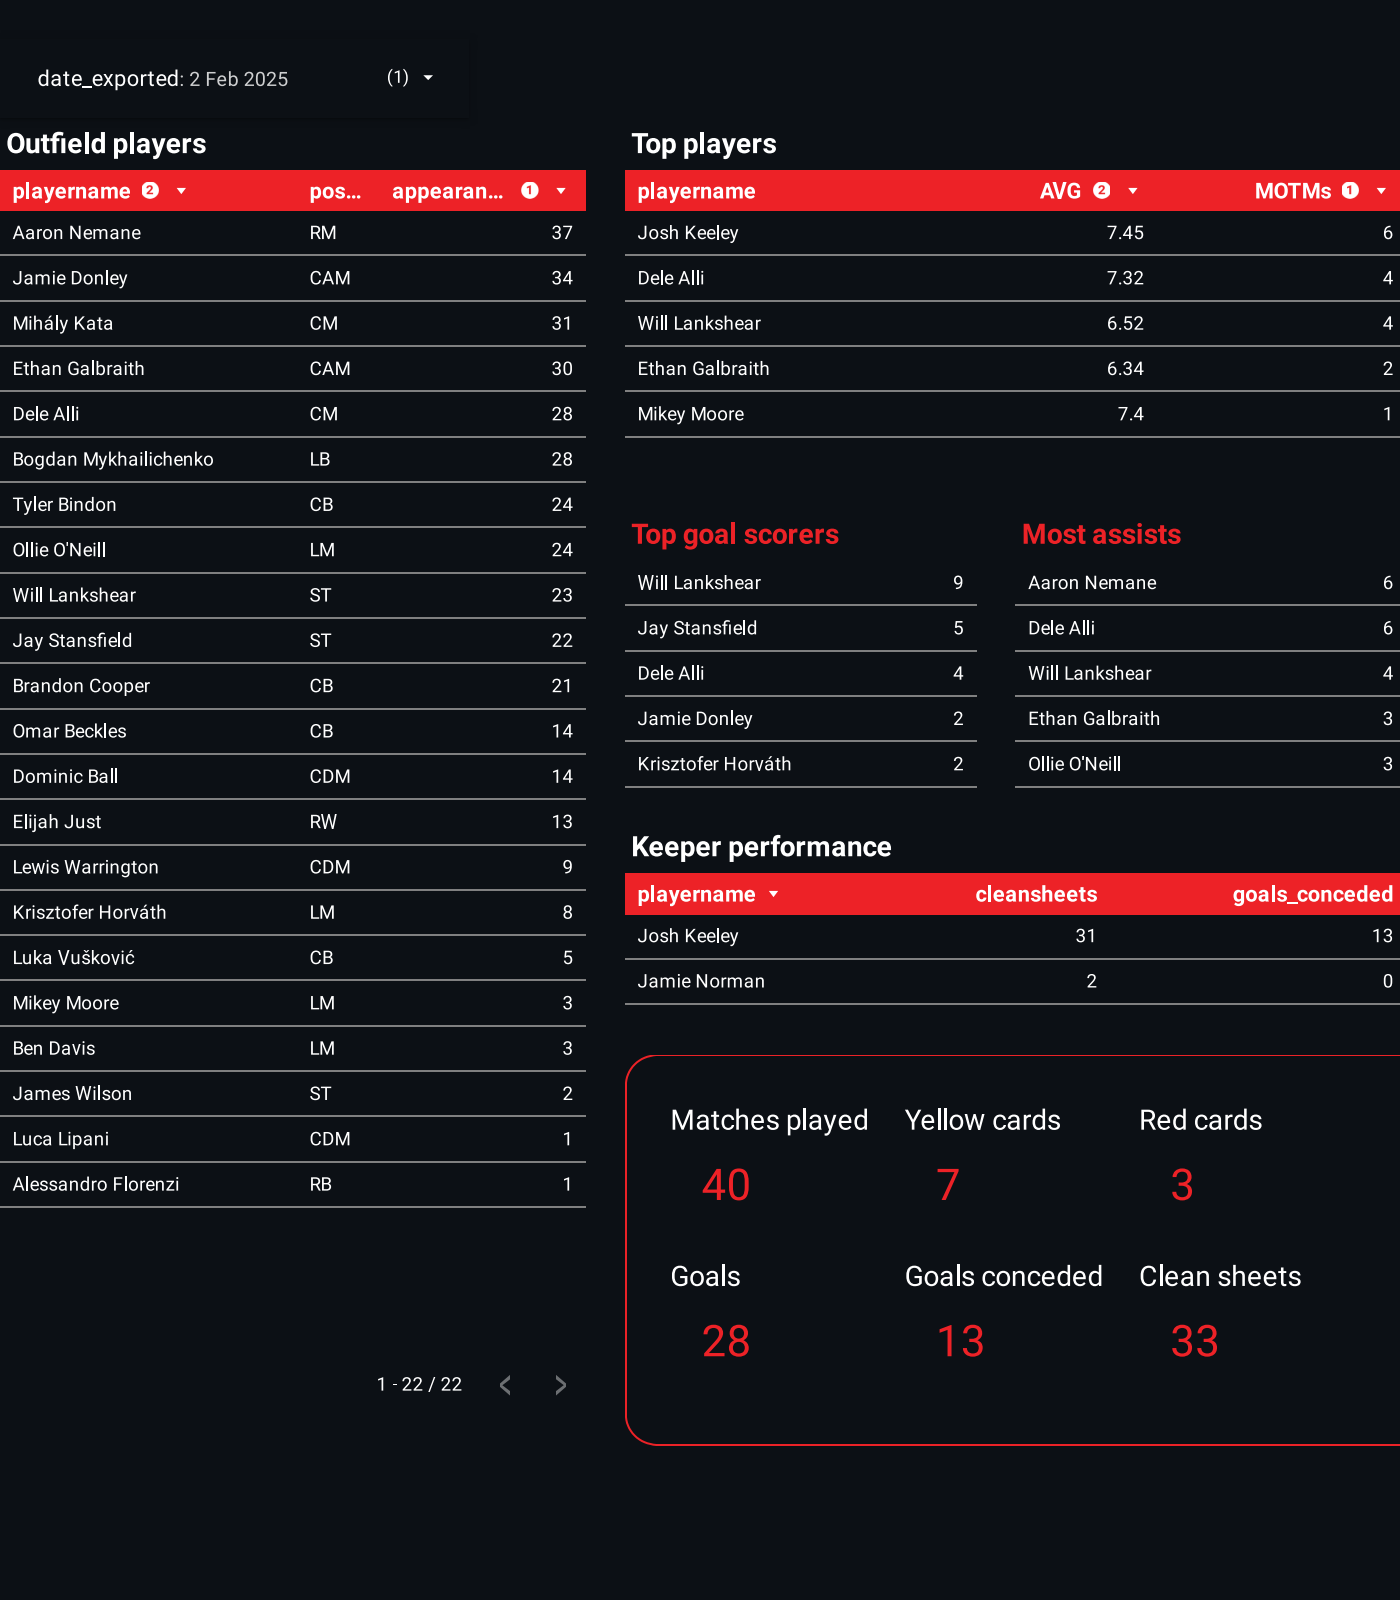 date_exported: 2 Feb 2025 (1)
Outfield players
playername 2 pos... appearan... 1
Aaron Nemane RM 37
Jamie Donley CAM 34
Mihály Kata CM 31
Ethan Galbraith CAM 30
Dele Alli CM 28
Bogdan Mykhailichenko LB 28
Tyler Bindon CB 24
Ollie O'Neill LM 24
Will Lankshear ST 23
Jay Stansfield ST 22
Brandon Cooper CB 21
Omar Beckles CB 14
Dominic Ball CDM 14
Elijah Just RW 13
Lewis Warrington CDM 9
Krisztofer Horváth LM 8
Luka Vušković CB 5
Mikey Moore LM 3
Ben Davis LM 3
James Wilson ST 2
Luca Lipani CDM 1
Alessandro Florenzi RB 1
1 - 22 / 22
Top players
playername AVG 2 MOTMs 1
Josh Keeley 7.45 6
Dele Alli 7.32 4
Will Lankshear 6.52 4
Ethan Galbraith 6.34 2
Mikey Moore 7.4 1
Top goal scorers
Will Lankshear 9
Jay Stansfield 5
Dele Alli 4
Jamie Donley 2
Krisztofer Horváth 2
Most assists
Aaron Nemane 6
Dele Alli 6
Will Lankshear 4
Ethan Galbraith 3
Ollie O'Neill 3
Keeper performance
playername cleansheets goals_conceded
Josh Keeley 31 13
Jamie Norman 2 0
Matches played Yellow cards Red cards
40 7 3
Goals Goals conceded Clean sheets
28 13 33